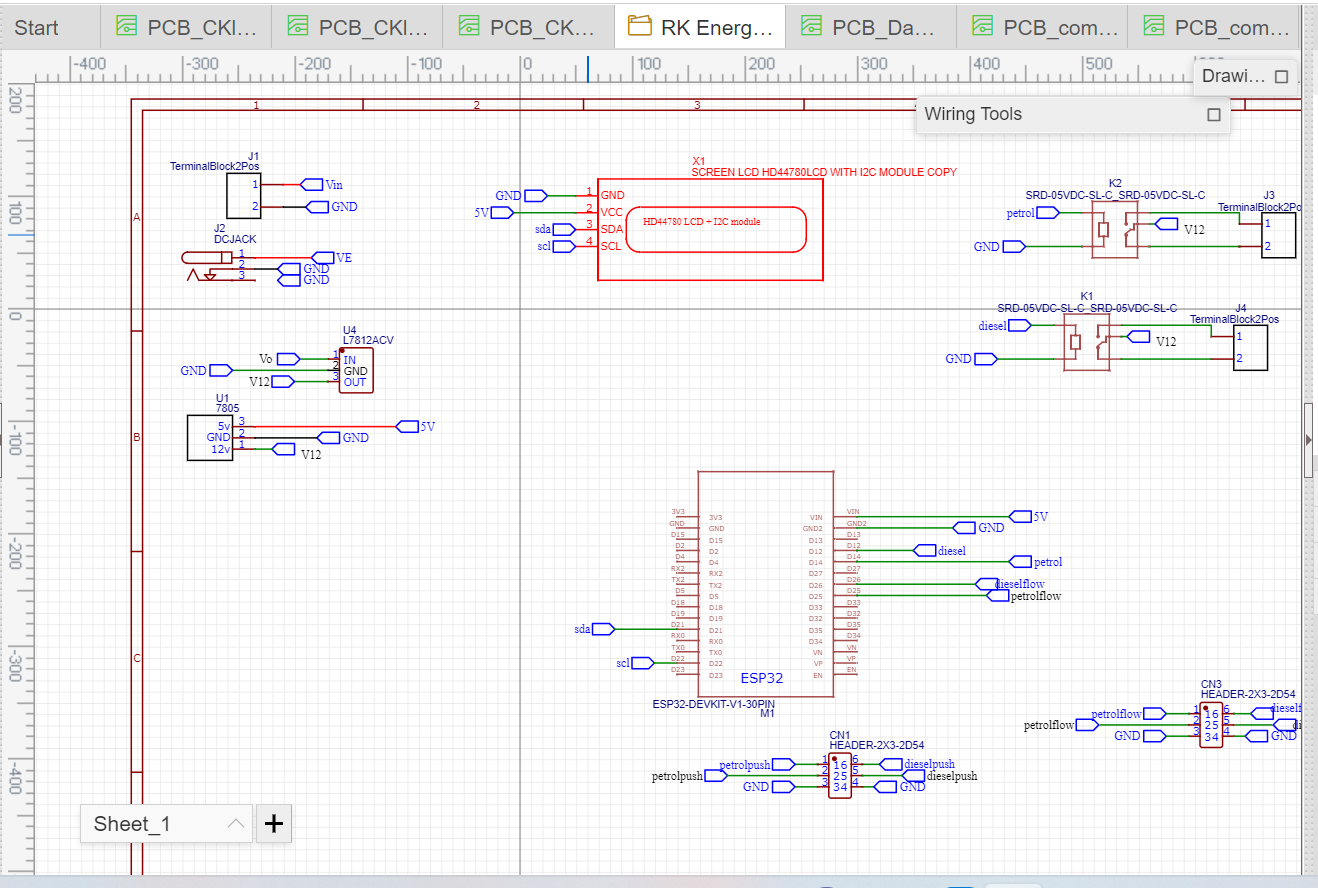 Start PCB_CKl... PCB_CKl... PCB_CK... RK Energ... PCB_Da... PCB_com... PCB_com...
-400 -300 -200 -100 0 100 200 300 400 500
Drawi...
Wiring Tools
200
100
0
-100
-200
-300
-400
1 2 3
A
B
C
J1
TerminalBlock2Pos
1 Vin
2 GND
J2
DCJACK
1 VE
2 GND
3 GND
X1
SCREEN LCD HD44780LCD WITH I2C MODULE COPY
GND 1 GND
5V 2 VCC
sda 3 SDA
scl 4 SCL
HD44780 LCD + I2C module
K2
SRD-05VDC-SL-C_SRD-05VDC-SL-C
petrol
GND
V12
J3
TerminalBlock2Po
1
2
K1
SRD-05VDC-SL-C_SRD-05VDC-SL-C
diesel
GND
V12
J4
TerminalBlock2Pos
1
2
U4
L7812ACV
Vo 1 IN
GND 2 GND
V12 3 OUT
U1
7805
5v 3 5V
GND 2 GND
12v 1 V12
3V3 3V3 VIN VIN 5V
GND GND GND2 GND2 GND
D15 D15 D13 D13
D2 D2 D12 D12 diesel
D4 D4 D14 D14 petrol
RX2 RX2 D27 D27
TX2 TX2 D26 D26 dieselflow
D5 D5 D25 D25 petrolflow
D18 D18 D33 D33
D19 D19 D32 D32
sda D21 D21 D35 D35
RX0 RX0 D34 D34
TX0 TX0 VN VN
scl D22 D22 VP VP
D23 D23 EN EN
ESP32
ESP32-DEVKIT-V1-30PIN
M1
CN3
HEADER-2X3-2D54
petrolflow 1 16 6 dieself
petrolflow 2 25 5 di
GND 3 34 4 GND
CN1
HEADER-2X3-2D54
petrolpush 1 16 6 dieselpush
petrolpush 2 25 5 dieselpush
GND 3 34 4 GND
Sheet_1 +